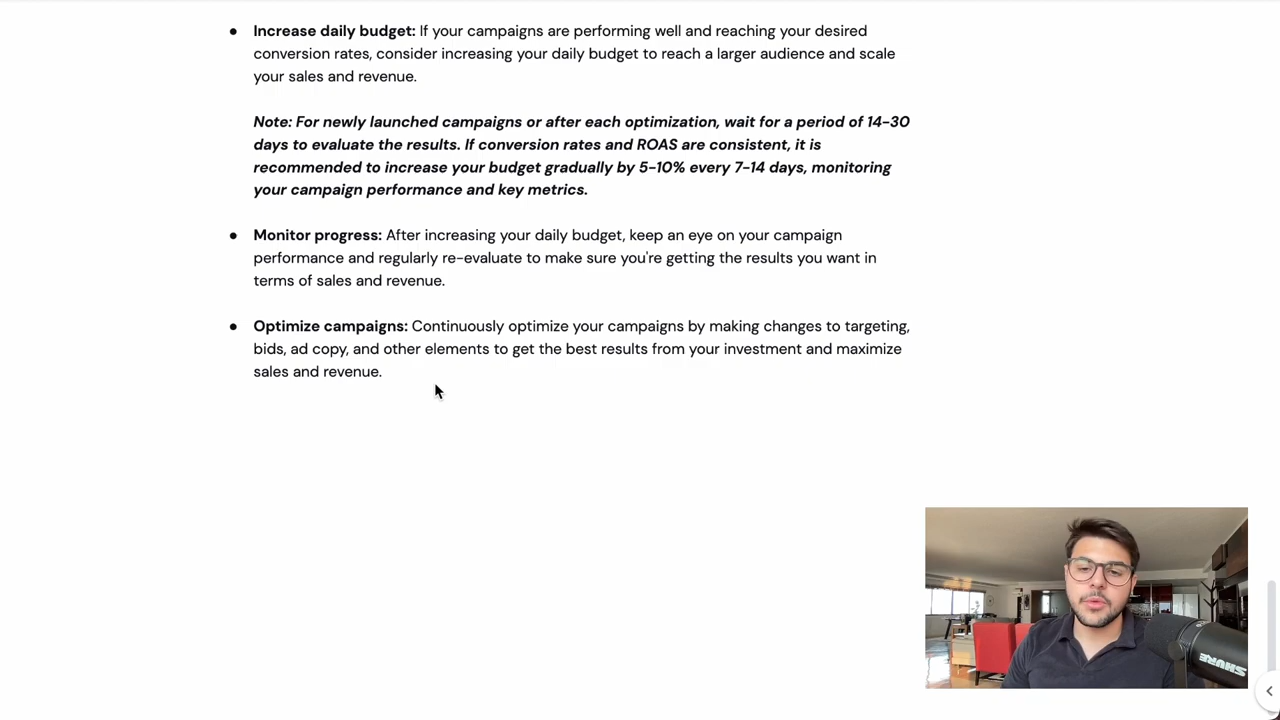 ● Increase daily budget: If your campaigns are performing well and reaching your desired
conversion rates, consider increasing your daily budget to reach a larger audience and scale
your sales and revenue.
Note: For newly launched campaigns or after each optimization, wait for a period of 14-30
days to evaluate the results. If conversion rates and ROAS are consistent, it is
recommended to increase your budget gradually by 5-10% every 7-14 days, monitoring
your campaign performance and key metrics.
● Monitor progress: After increasing your daily budget, keep an eye on your campaign
performance and regularly re-evaluate to make sure you're getting the results you want in
terms of sales and revenue.
● Optimize campaigns: Continuously optimize your campaigns by making changes to targeting,
bids, ad copy, and other elements to get the best results from your investment and maximize
sales and revenue.
SHURE